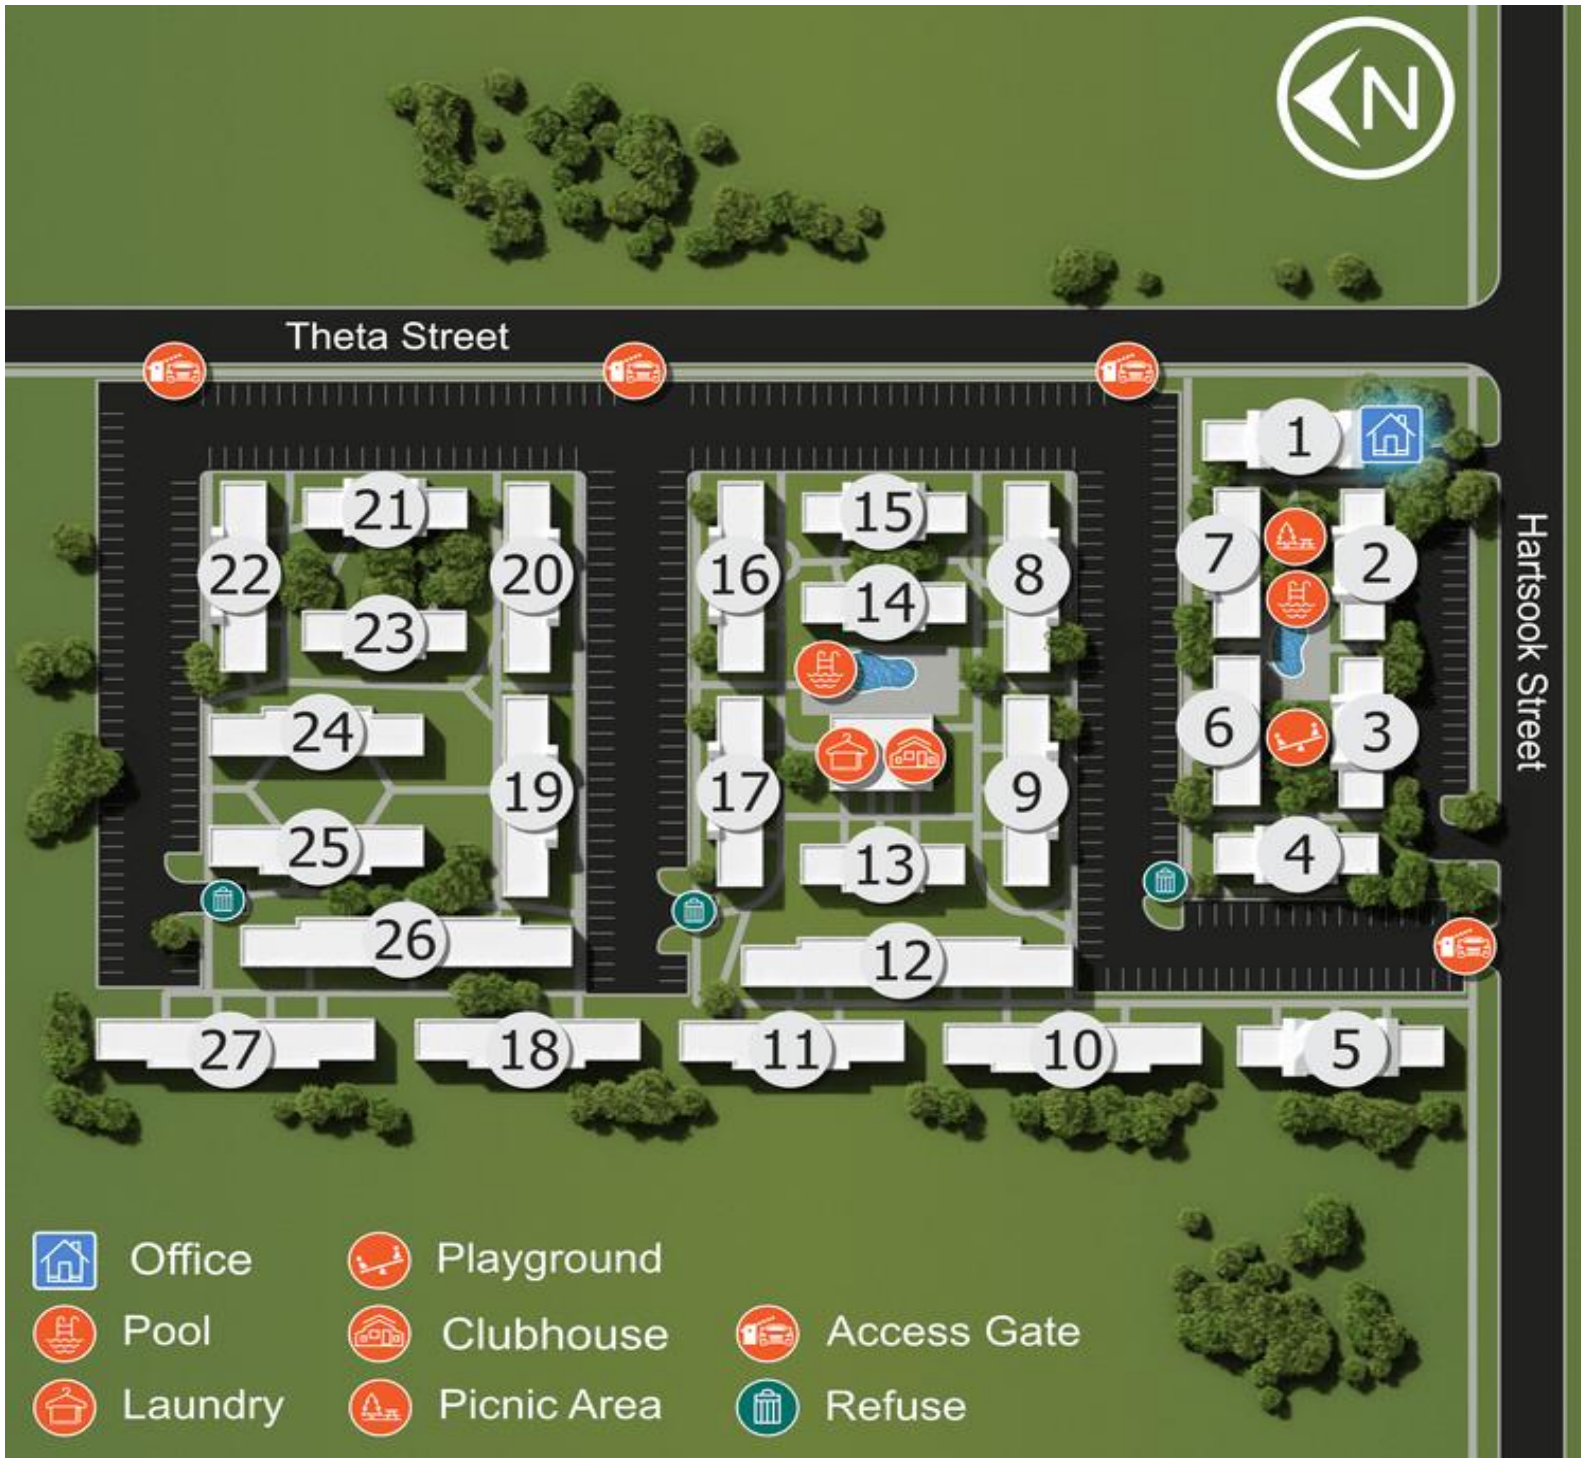 N
Theta Street
1
21
15
7
2
22
20
16
8
14
23
Hartsook Street
24
6
3
19
17
9
25
13
4
26
12
27
18
11
10
5
Office
Playground
Pool
Clubhouse
Access Gate
Laundry
Picnic Area
Refuse